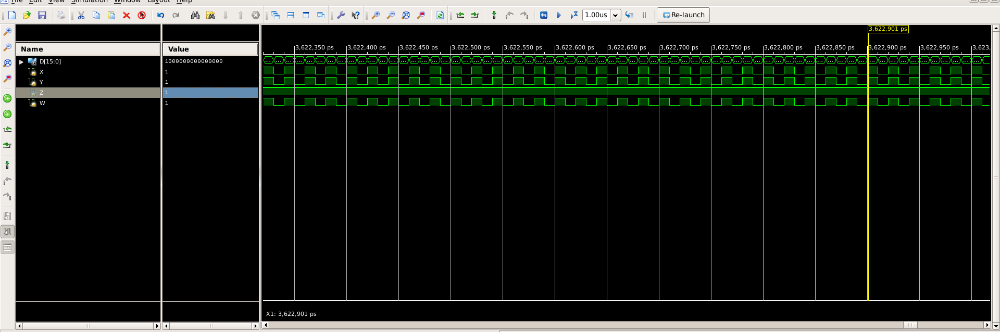 File Edit View Simulation Window Layout Help
1.00us Re-launch
3,622,901 ps
Name Value
3,622,350 ps 3,622,400 ps 3,622,450 ps 3,622,500 ps 3,622,550 ps 3,622,600 ps 3,622,650 ps 3,622,700 ps 3,622,750 ps 3,622,800 ps 3,622,850 ps 3,622,900 ps 3,622,950 ps 3,623,
D[15:0] 1000000000000000
X 1
Y 1
Z 1
W 1
X1: 3,622,901 ps